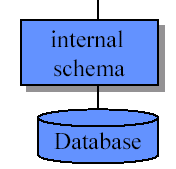 internal
schema
Database